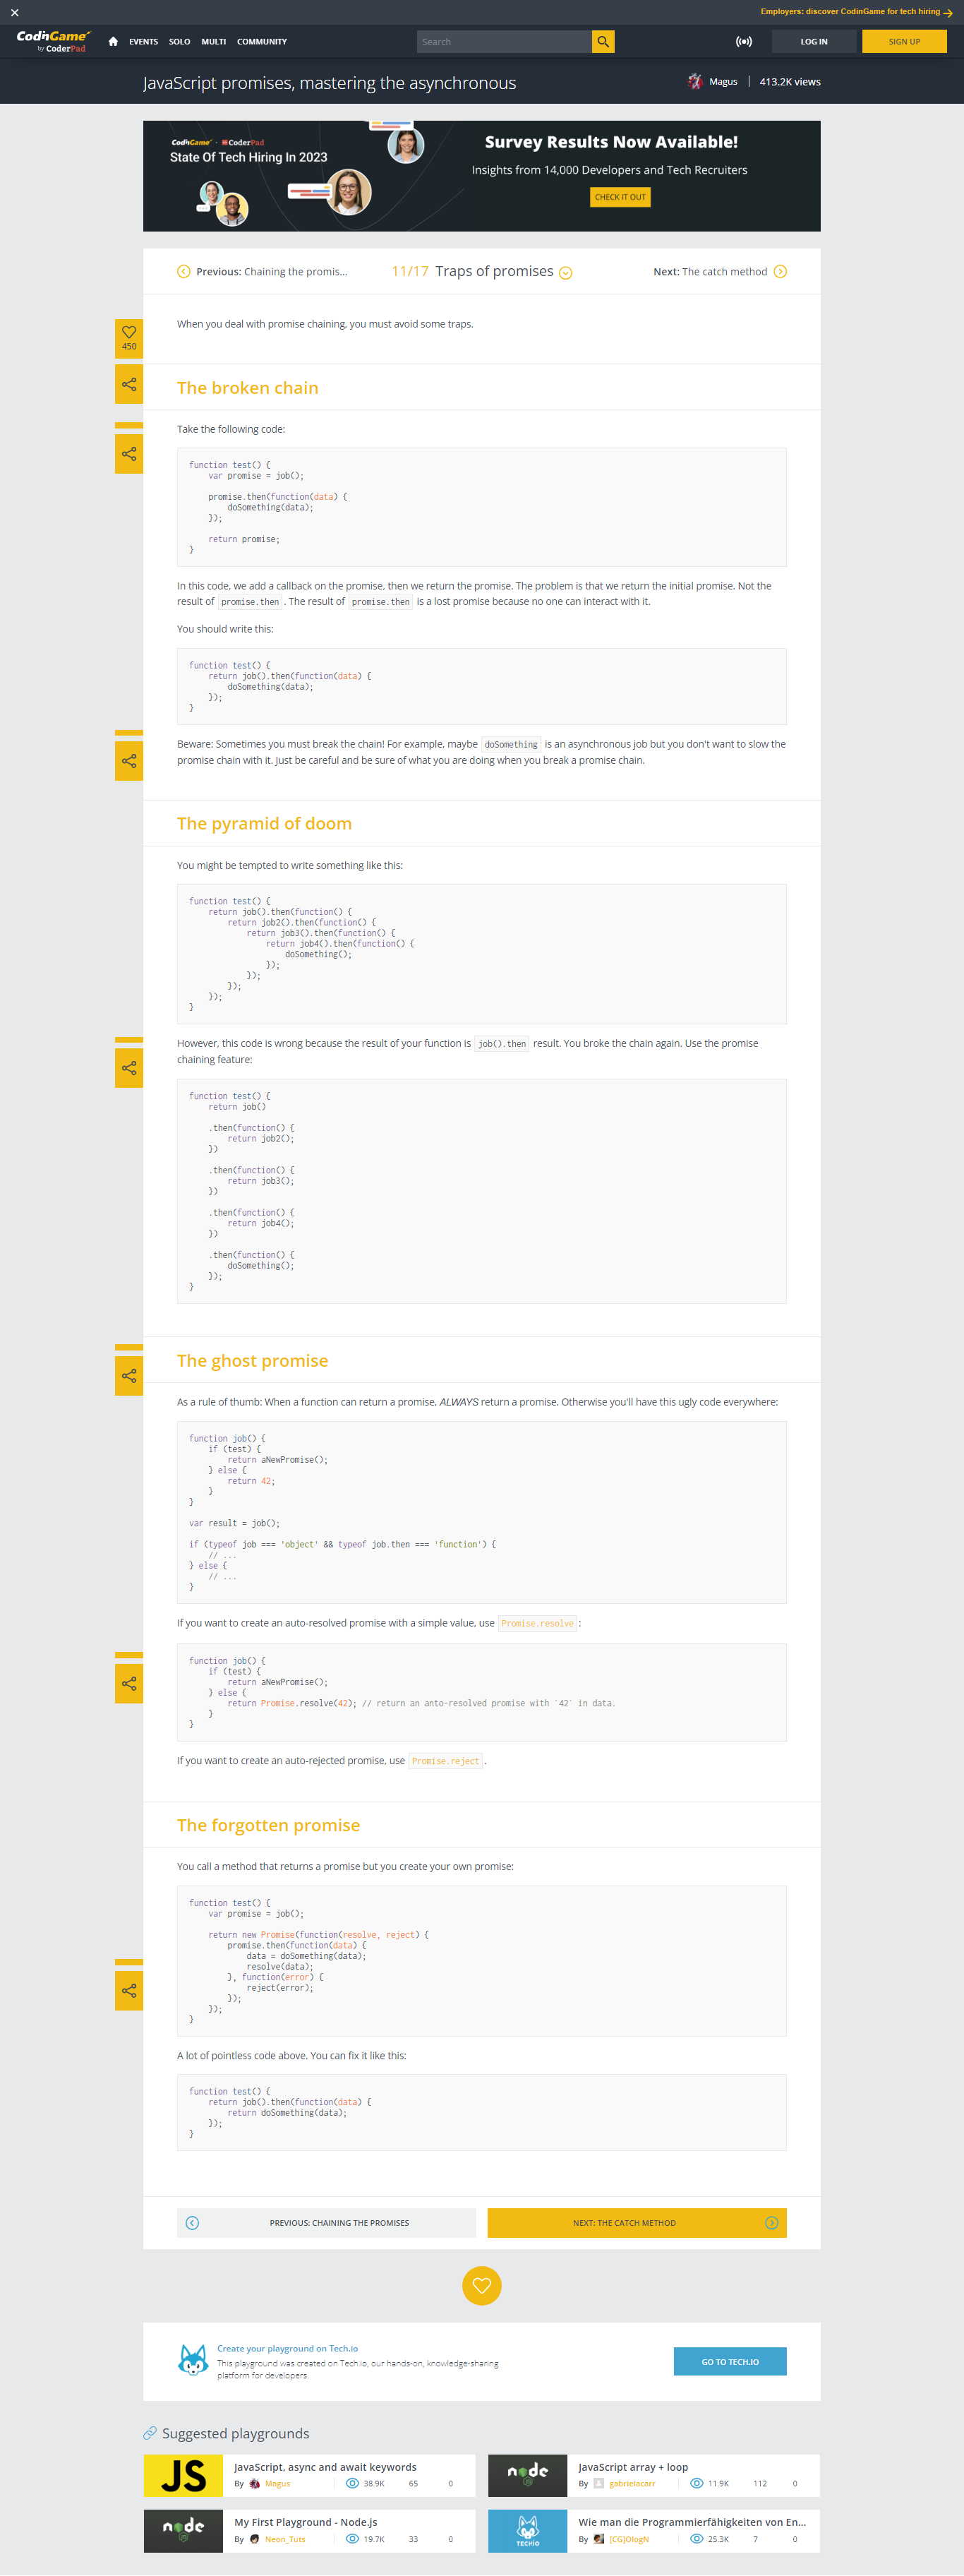 Employers: discover CodinGame for tech hiring
CodinGame
by CoderPad
EVENTS SOLO MULTI COMMUNITY
Search
LOG IN
SIGN UP
JavaScript promises, mastering the asynchronous
Magus
413.2K views
CodinGame · CoderPad
State Of Tech Hiring In 2023
Survey Results Now Available!
Insights from 14,000 Developers and Tech Recruiters
CHECK IT OUT
Previous: Chaining the promis...
11/17 Traps of promises
Next: The catch method
450
When you deal with promise chaining, you must avoid some traps.
The broken chain
Take the following code:
function test() {
    var promise = job();
    promise.then(function(data) {
        doSomething(data);
    });
    return promise;
}
In this code, we add a callback on the promise, then we return the promise. The problem is that we return the initial promise. Not the
result of promise.then . The result of promise.then is a lost promise because no one can interact with it.
You should write this:
function test() {
    return job().then(function(data) {
        doSomething(data);
    });
}
Beware: Sometimes you must break the chain! For example, maybe doSomething is an asynchronous job but you don't want to slow the
promise chain with it. Just be careful and be sure of what you are doing when you break a promise chain.
The pyramid of doom
You might be tempted to write something like this:
function test() {
    return job().then(function() {
        return job2().then(function() {
            return job3().then(function() {
                return job4().then(function() {
                    doSomething();
                });
            });
        });
    });
}
However, this code is wrong because the result of your function is job().then result. You broke the chain again. Use the promise
chaining feature:
function test() {
    return job()
    .then(function() {
        return job2();
    })
    .then(function() {
        return job3();
    })
    .then(function() {
        return job4();
    })
    .then(function() {
        doSomething();
    });
}
The ghost promise
As a rule of thumb: When a function can return a promise, ALWAYS return a promise. Otherwise you'll have this ugly code everywhere:
function job() {
    if (test) {
        return aNewPromise();
    } else {
        return 42;
    }
}
var result = job();
if (typeof job === 'object' && typeof job.then === 'function') {
    // ...
} else {
    // ...
}
If you want to create an auto-resolved promise with a simple value, use Promise.resolve :
function job() {
    if (test) {
        return aNewPromise();
    } else {
        return Promise.resolve(42); // return an anto-resolved promise with `42` in data.
    }
}
If you want to create an auto-rejected promise, use Promise.reject .
The forgotten promise
You call a method that returns a promise but you create your own promise:
function test() {
    var promise = job();
    return new Promise(function(resolve, reject) {
        promise.then(function(data) {
            data = doSomething(data);
            resolve(data);
        }, function(error) {
            reject(error);
        });
    });
}
A lot of pointless code above. You can fix it like this:
function test() {
    return job().then(function(data) {
        return doSomething(data);
    });
}
PREVIOUS: CHAINING THE PROMISES
NEXT: THE CATCH METHOD
Create your playground on Tech.io
This playground was created on Tech.io, our hands-on, knowledge-sharing
platform for developers.
GO TO TECH.IO
Suggested playgrounds
JS
JavaScript, async and await keywords
By Magus 38.9K 65 0
node
JavaScript array + loop
By gabrielacarr 11.9K 112 0
node
My First Playground - Node.js
By Neon_Tuts 19.7K 33 0
TECHIO
Wie man die Programmierfähigkeiten von En...
By [CG]OlogN 25.3K 7 0